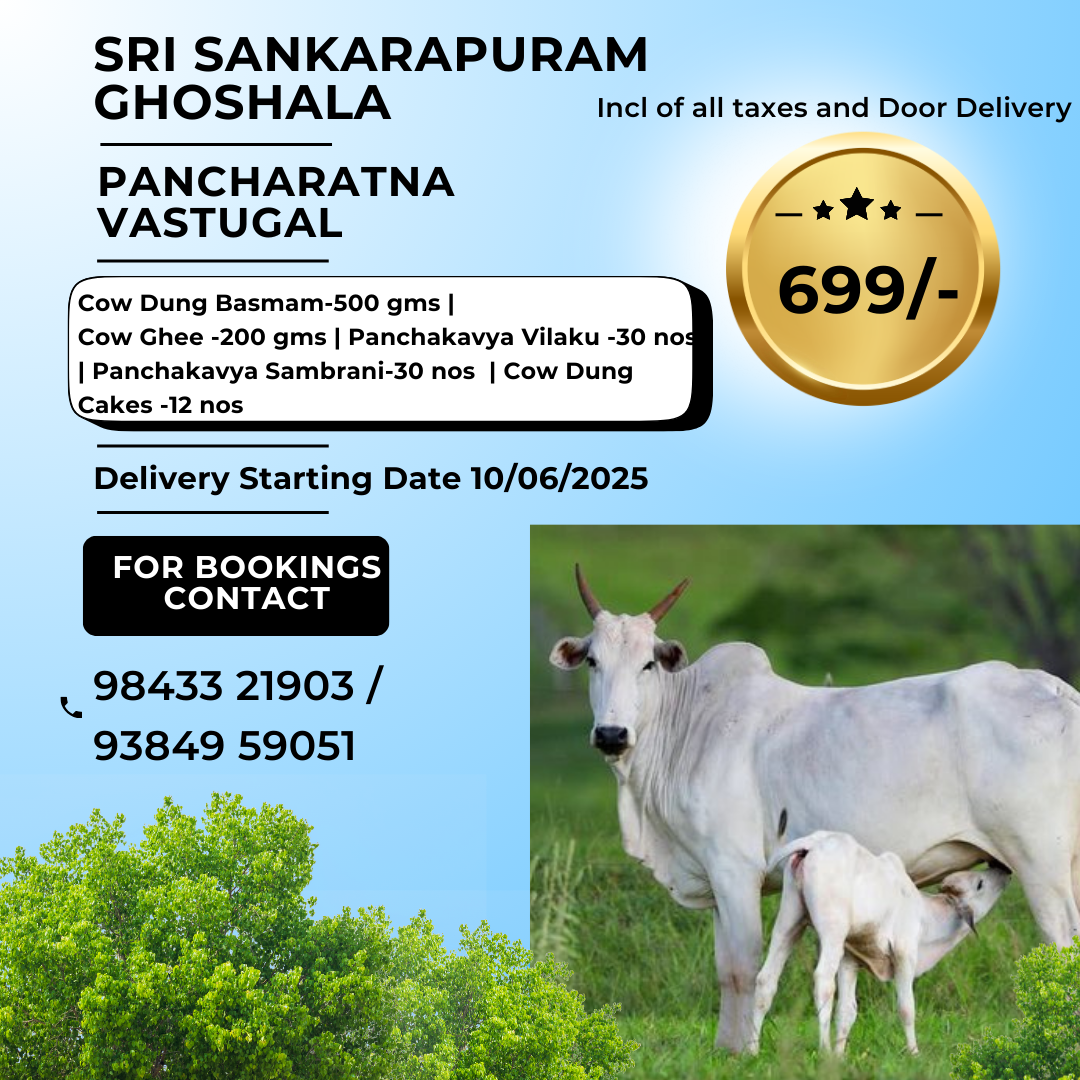 SRI SANKARAPURAM
GHOSHALA
Incl of all taxes and Door Delivery
699/-
PANCHARATNA
VASTUGAL
Cow Dung Basmam-500 gms |
Cow Ghee -200 gms | Panchakavya Vilaku -30 nos
| Panchakavya Sambrani-30 nos | Cow Dung
Cakes -12 nos
Delivery Starting Date 10/06/2025
FOR BOOKINGS
CONTACT
98433 21903 /
93849 59051